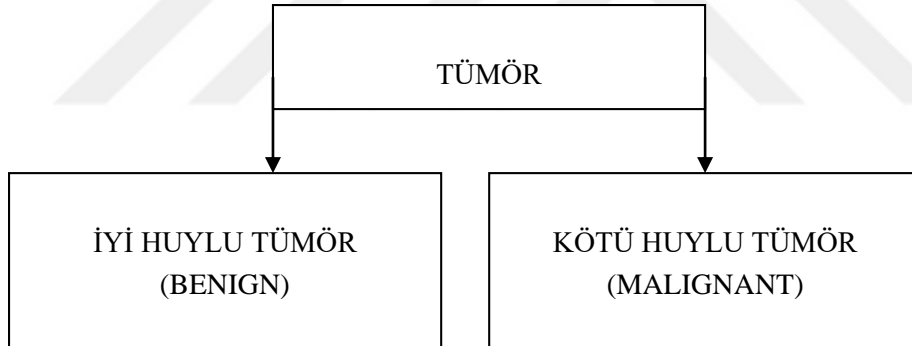 TÜMÖR
İYİ HUYLU TÜMÖR
(BENIGN)
KÖTÜ HUYLU TÜMÖR
(MALIGNANT)